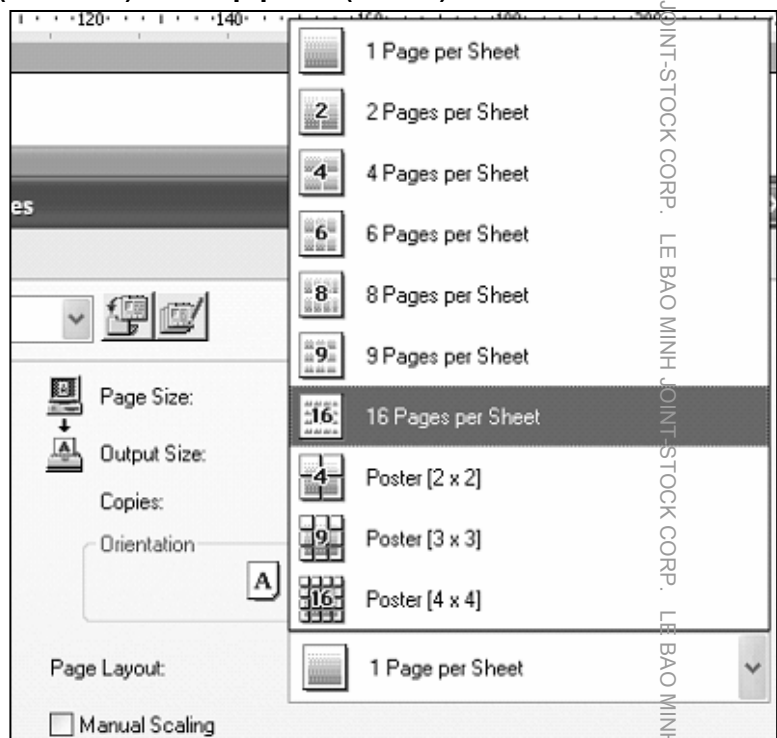 ·120· · · ı · · ·140·
1 Page per Sheet
2 2 Pages per Sheet
4 4 Pages per Sheet
es
6 6 Pages per Sheet
8 8 Pages per Sheet
9 9 Pages per Sheet
Page Size:
16 16 Pages per Sheet
A Output Size:
4 Poster [2 x 2]
Copies:
9 Poster [3 x 3]
Orientation
A
16 Poster [4 x 4]
Page Layout: 1 Page per Sheet
Manual Scaling
JOINT-STOCK CORP. LE BAO MINH JOINT-STOCK CORP. LE BAO MINH